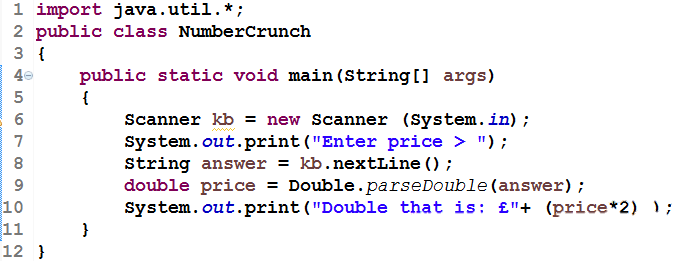 1 import java.util.*;
2 public class NumberCrunch
3 {
4 public static void main(String[] args)
5 {
6 Scanner kb = new Scanner (System.in);
7 System.out.print("Enter price > ");
8 String answer = kb.nextLine();
9 double price = Double.parseDouble(answer);
10 System.out.print("Double that is: £"+ (price*2) );
11 }
12 }